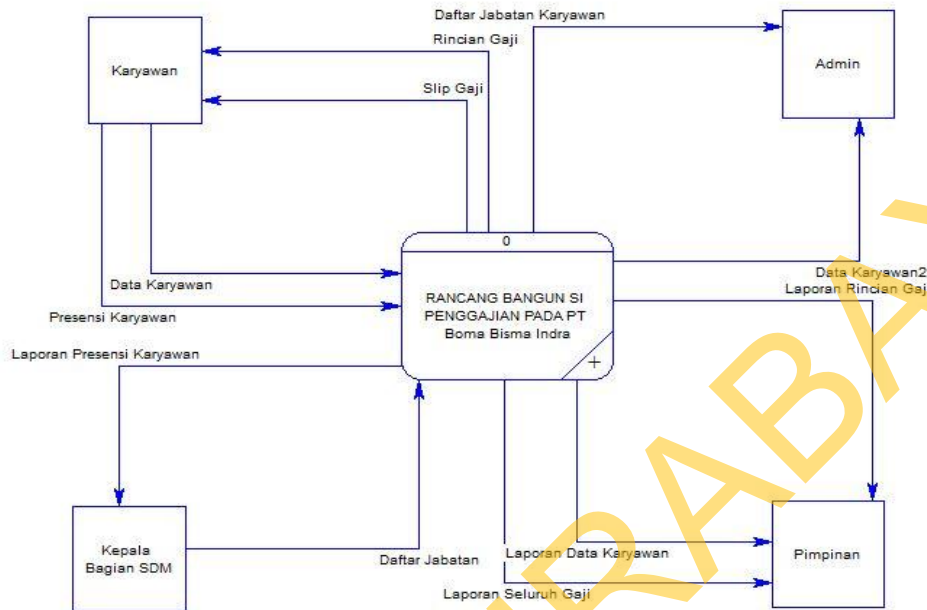 Daftar Jabatan Karyawan
Rincian Gaji
Karyawan
Admin
Slip Gaji
0
Data Karyawan
Data Karyawan2
RANCANG BANGUN SI
PENGGAJIAN PADA PT
Boma Bisma Indra
Laporan Rincian Gaji
Presensi Karyawan
Laporan Presensi Karyawan
+
Kepala
Bagian SDM
Daftar Jabatan
Laporan Data Karyawan
Pimpinan
Laporan Seluruh Gaji
RABAY